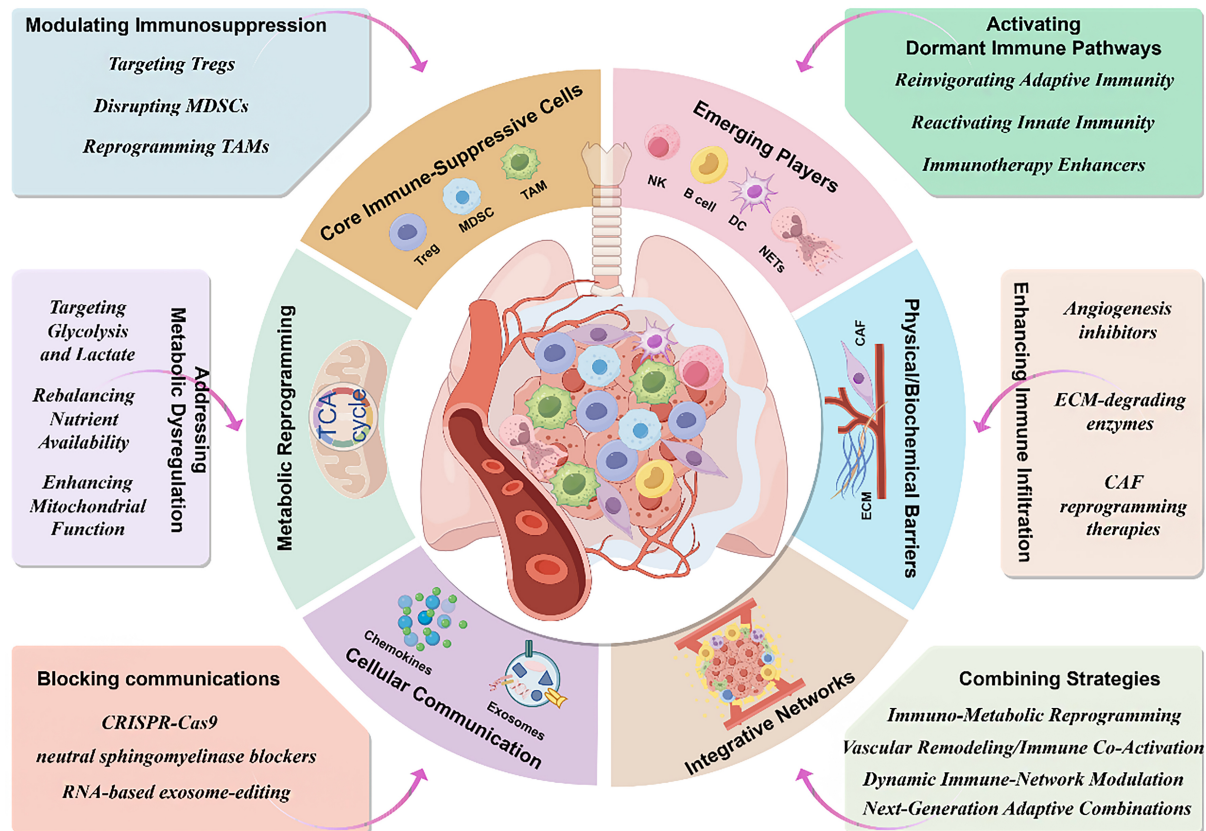 Modulating Immunosuppression
Targeting Tregs
Disrupting MDSCs
Reprogramming TAMs
Activating
Dormant Immune Pathways
Reinvigorating Adaptive Immunity
Reactivating Innate Immunity
Immunotherapy Enhancers
Core Immune-Suppressive Cells
Treg
MDSC
TAM
Emerging Players
NK
B cell
DC
NETs
Targeting
Glycolysis
and Lactate
Rebalancing
Nutrient
Availability
Enhancing
Mitochondrial
Function
Addressing
Metabolic Dysregulation
Metabolic Reprogramming
TCA
cycle
Physical/Biochemical Barriers
CAF
ECM
Enhancing Immune Infiltration
Angiogenesis
inhibitors
ECM-degrading
enzymes
CAF
reprogramming
therapies
Blocking communications
CRISPR-Cas9
neutral sphingomyelinase blockers
RNA-based exosome-editing
Chemokines
Exosomes
Cellular Communication
Integrative Networks
Combining Strategies
Immuno-Metabolic Reprogramming
Vascular Remodeling/Immune Co-Activation
Dynamic Immune-Network Modulation
Next-Generation Adaptive Combinations